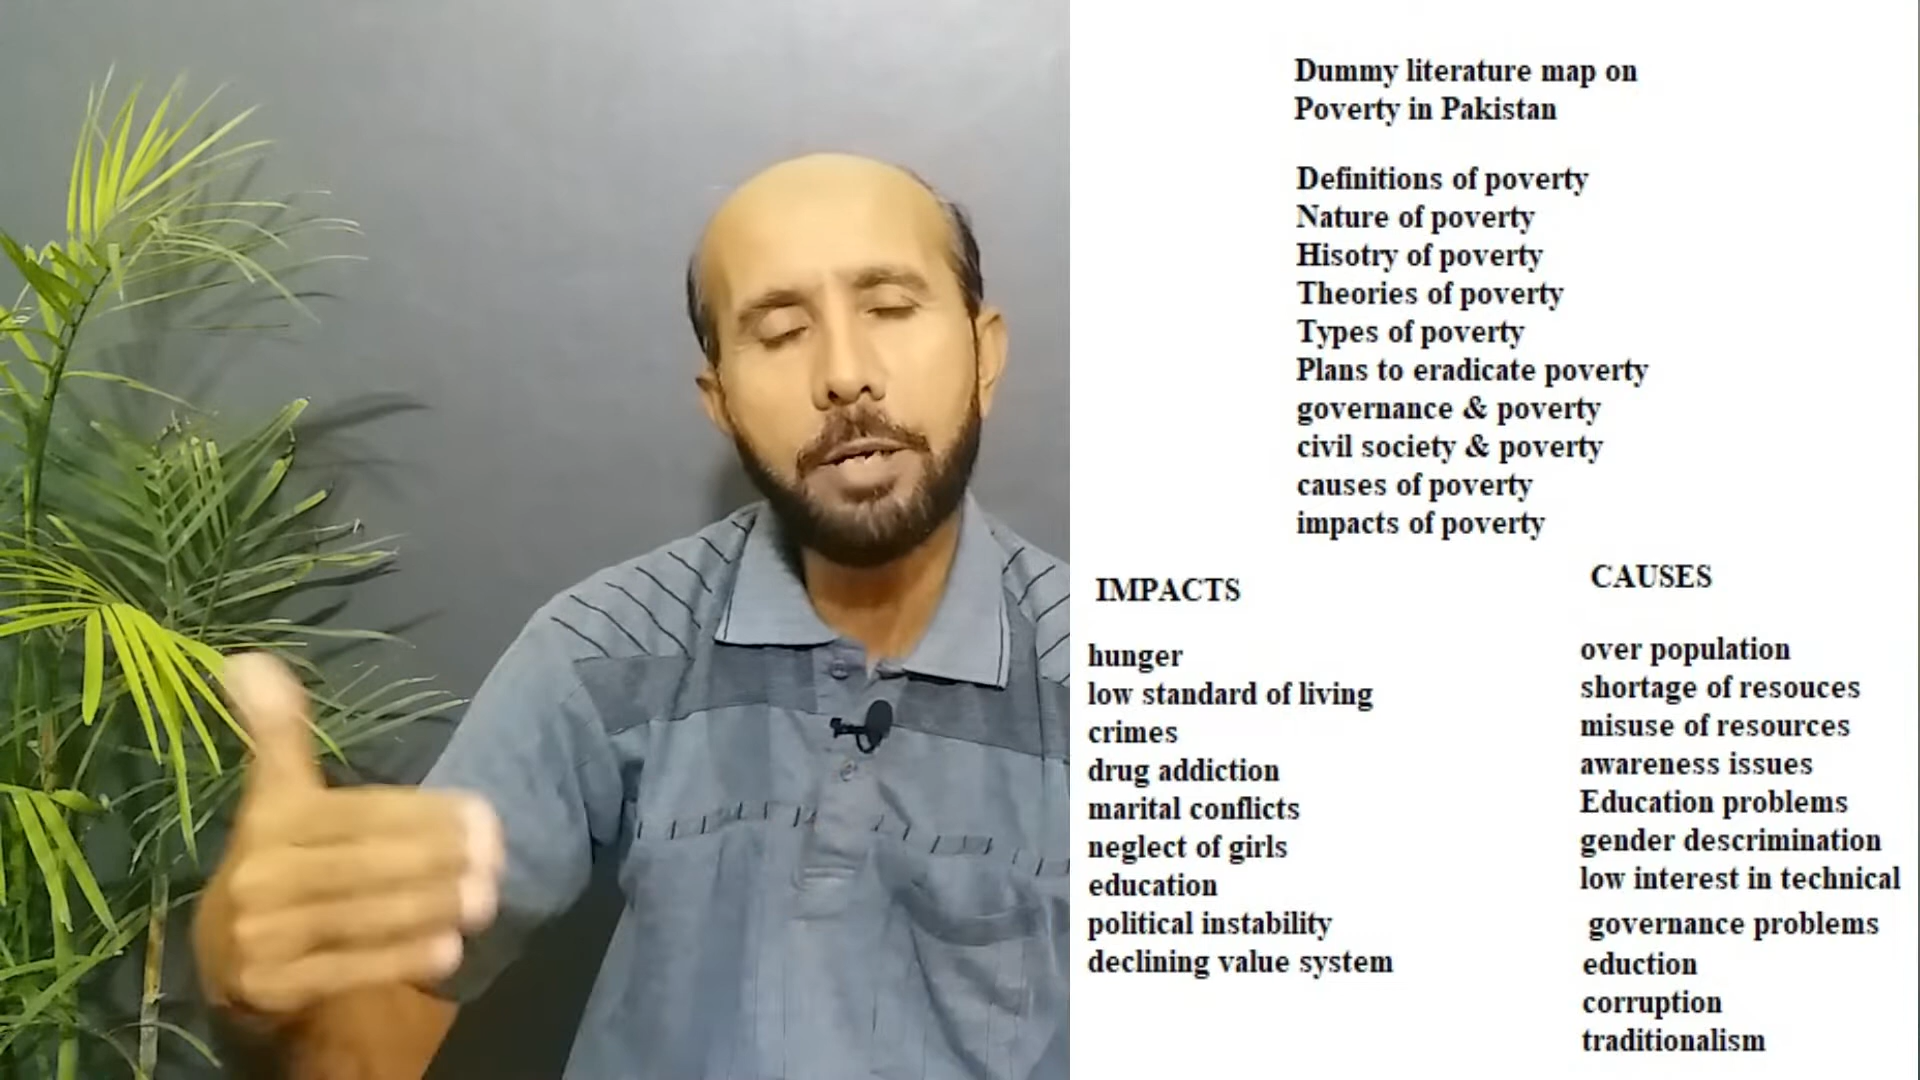 Dummy literature map on
Poverty in Pakistan
Definitions of poverty
Nature of poverty
Hisotry of poverty
Theories of poverty
Types of poverty
Plans to eradicate poverty
governance & poverty
civil society & poverty
causes of poverty
impacts of poverty
IMPACTS
hunger
low standard of living
crimes
drug addiction
marital conflicts
neglect of girls
education
political instability
declining value system
CAUSES
over population
shortage of resouces
misuse of resources
awareness issues
Education problems
gender descrimination
low interest in technical
governance problems
eduction
corruption
traditionalism